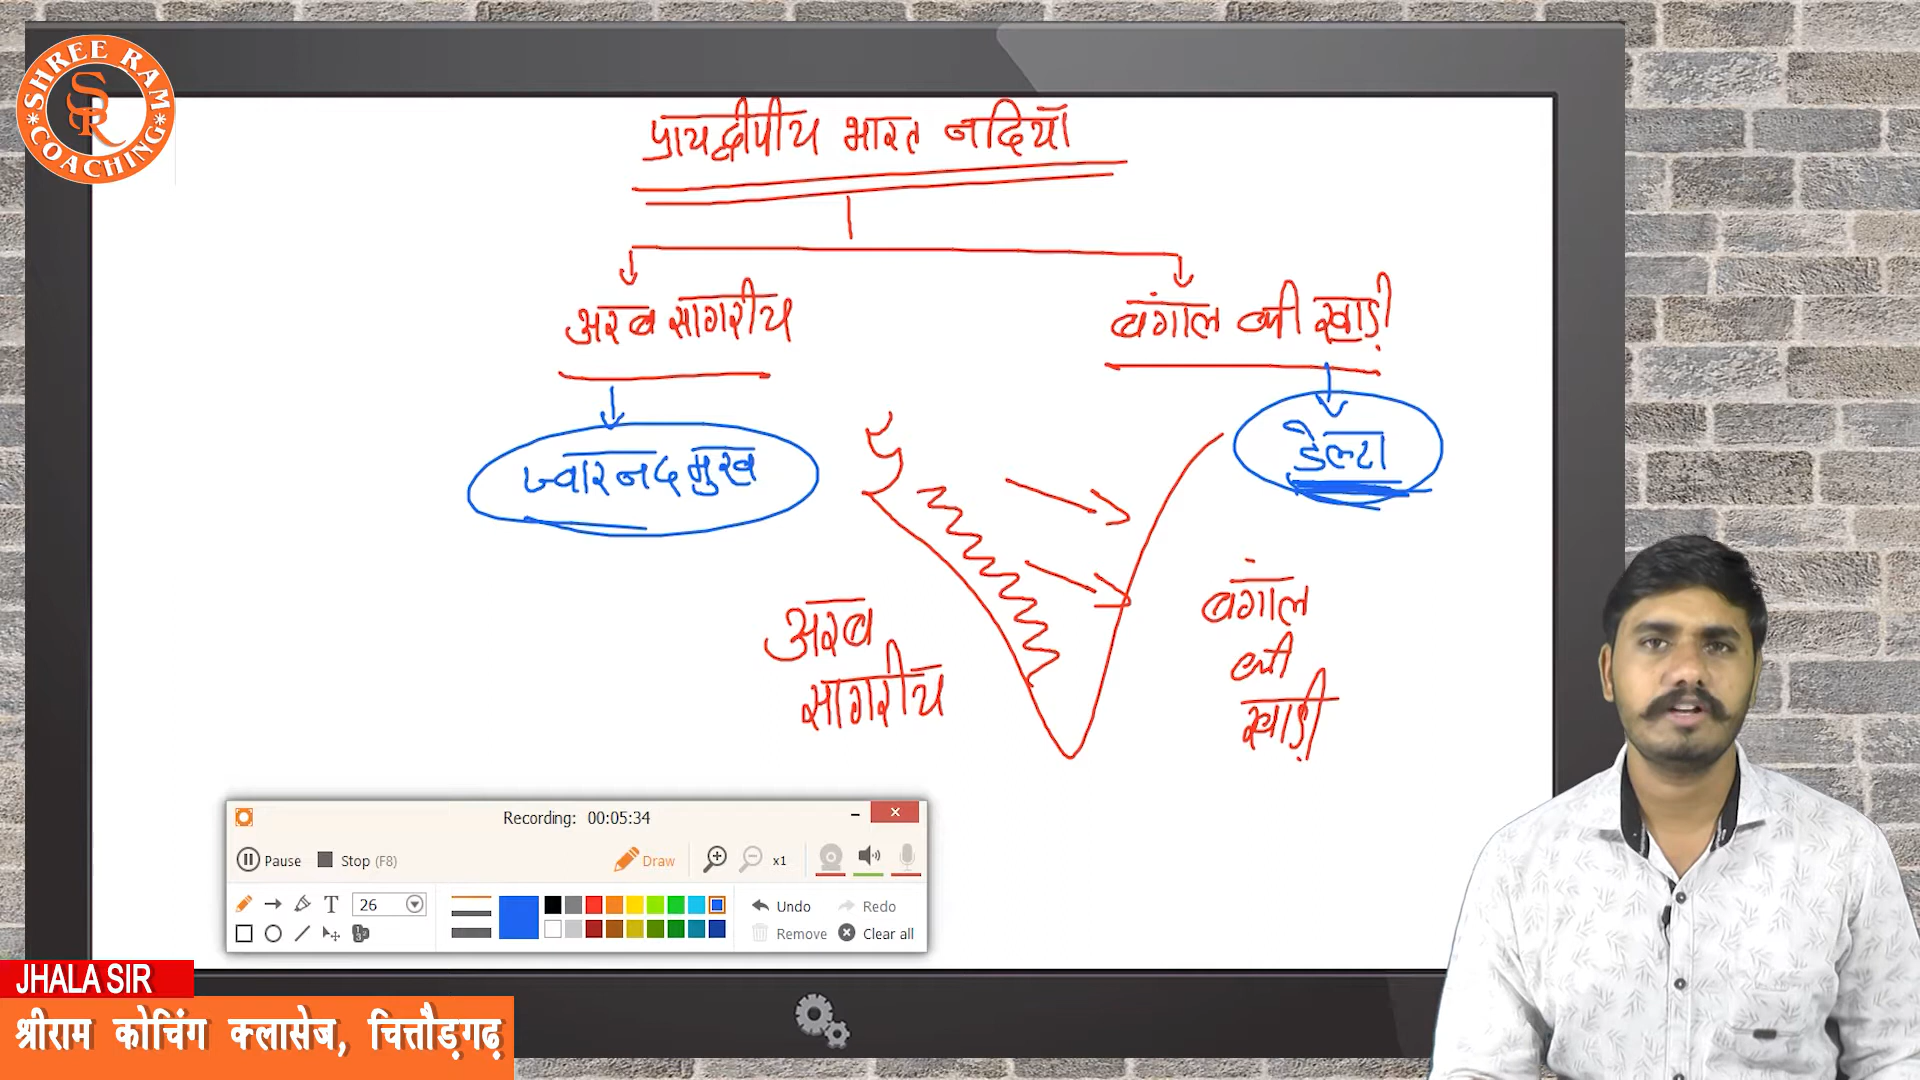 SHREE RAM
SR
COACHING
प्रायद्वीपीय भारत नदियाँ
अरब सागरीय
बंगाल की खाड़ी
ज्वारनदमुख
डेल्टा
अरब
सागरीय
बंगाल
की
खाड़ी
Recording: 00:05:34
Pause Stop (F8) Draw x1
T 26 Undo Redo
Remove Clear all
JHALA SIR
श्रीराम कोचिंग क्लासेज, चित्तौड़गढ़